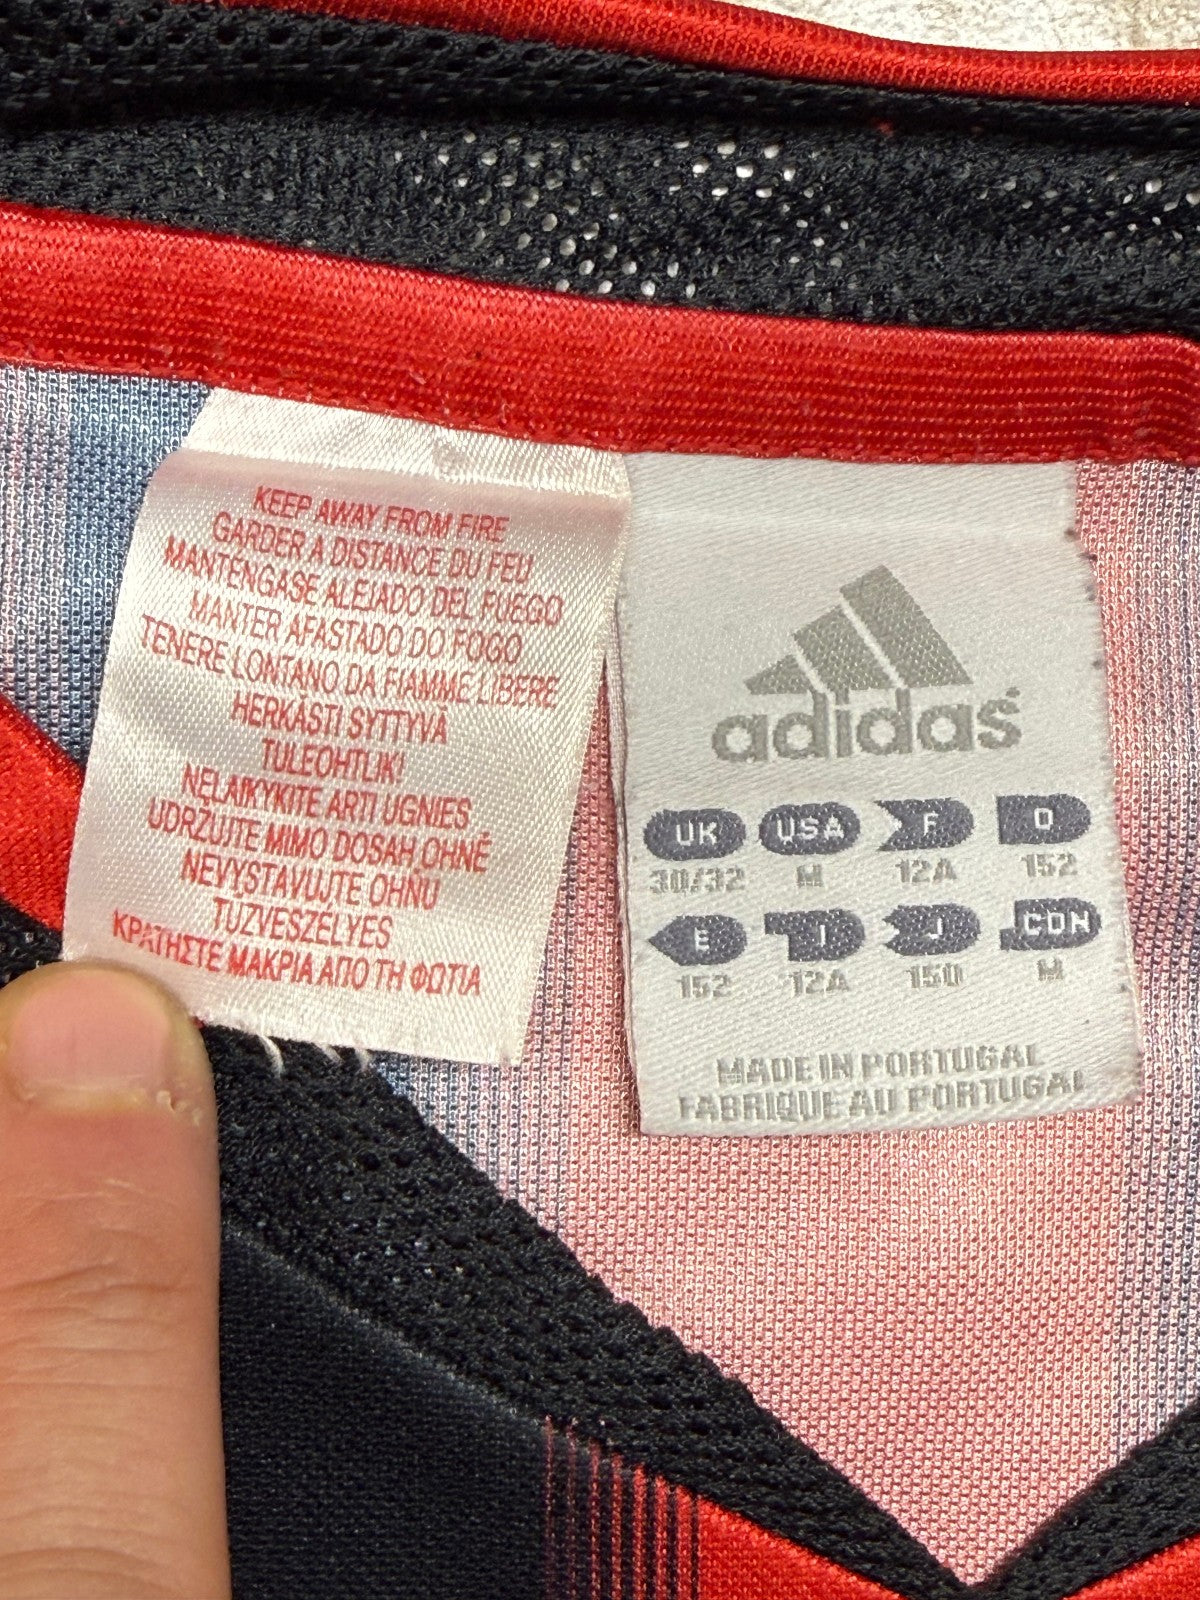 KEEP AWAY FROM FIRE
GARDER A DISTANCE DU FEU
MANTENGASE ALEJADO DEL FUEGO
MANTER AFASTADO DO FOGO
TENERE LONTANO DA FIAMME LIBERE
HERKÄSTI SYTTYVÄ
TULEOHTLIK!
NELAIKYKITE ARTI UGNIES
UDRŽUJTE MIMO DOSAH OHNĚ
NEVYSTAVUJTE OHŇU
TŰZVESZÉLYES
ΚΡΑΤΗΣΤΕ ΜΑΚΡΙΑ ΑΠΟ ΤΗ ΦΩΤΙΑ
adidas
UK USA F D
30/32 M 12A 152
E I J CDN
152 12A 150 M
MADE IN PORTUGAL
FABRIQUE AU PORTUGAL